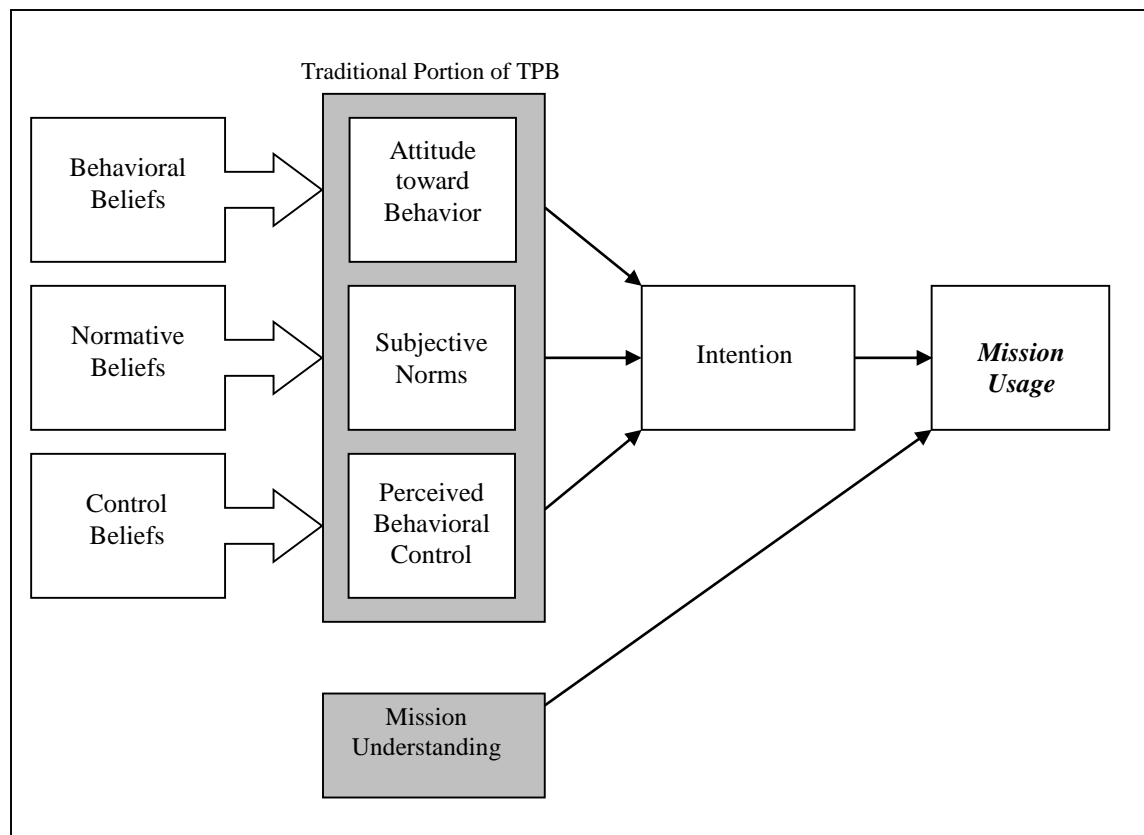 Traditional Portion of TPB
Behavioral
Beliefs
Attitude
toward
Behavior
Normative
Beliefs
Subjective
Norms
Intention
Mission
Usage
Control
Beliefs
Perceived
Behavioral
Control
Mission
Understanding